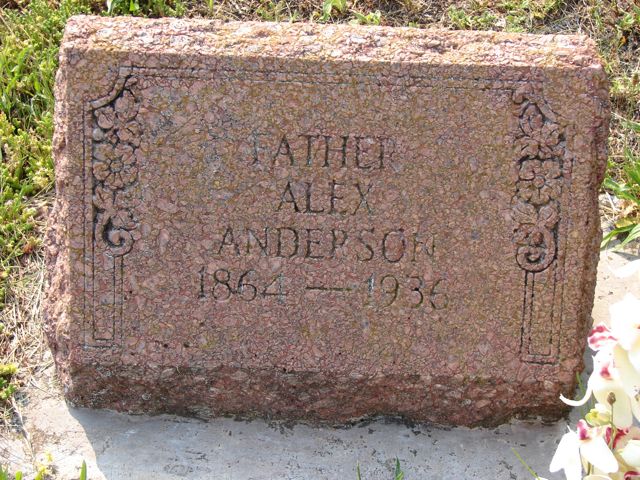 FATHER
ALEX
ANDERSON
1864 — 1936